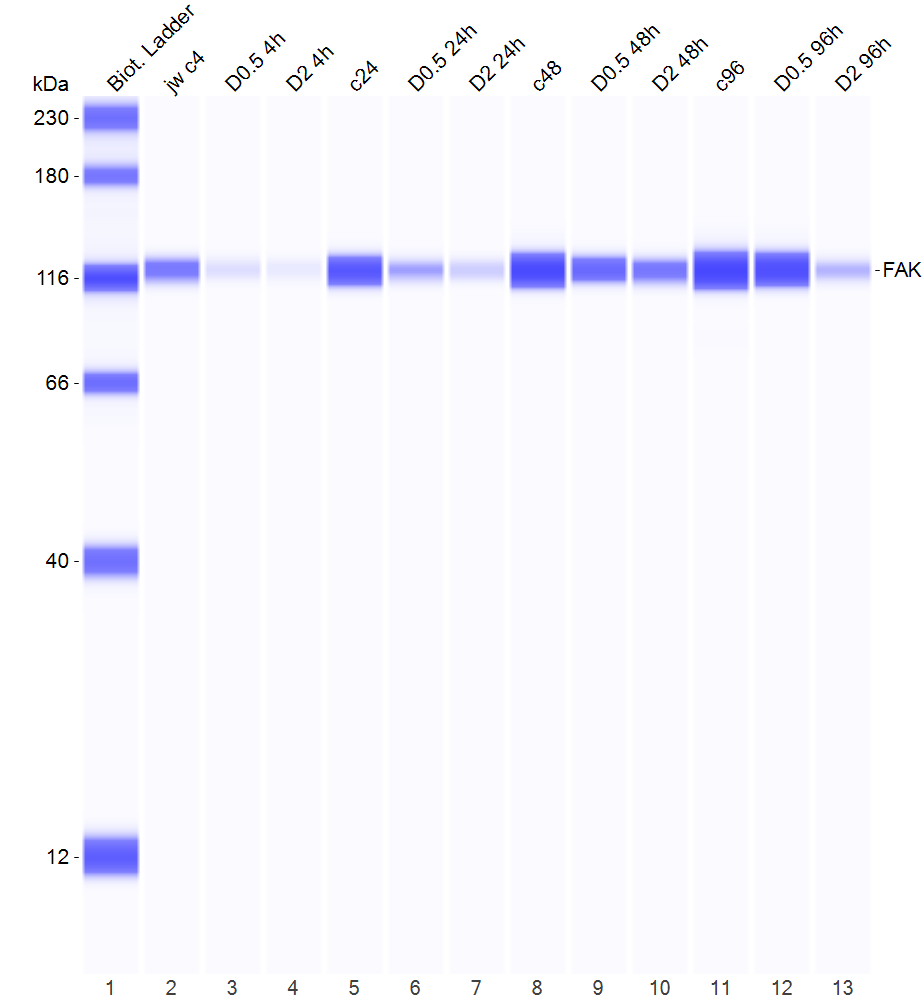 Biot. Ladder
jw c4
D0.5 4h
D2 4h
c24
D0.5 24h
D2 24h
c48
D0.5 48h
D2 48h
c96
D0.5 96h
D2 96h
kDa
230
180
116
FAK
66
40
12
1 2 3 4 5 6 7 8 9 10 11 12 13